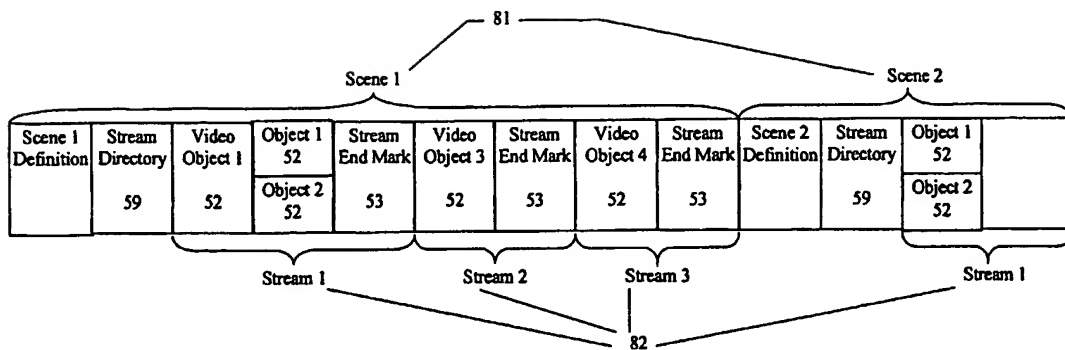 81
Scene 1
Scene 2
Scene 1
Definition
Stream
Directory
59
Video
Object 1
52
Object 1
52
Object 2
52
Stream
End Mark
53
Video
Object 3
52
Stream
End Mark
53
Video
Object 4
52
Stream
End Mark
53
Scene 2
Definition
Stream
Directory
59
Object 1
52
Object 2
52
Stream 1
Stream 2
Stream 3
Stream 1
82